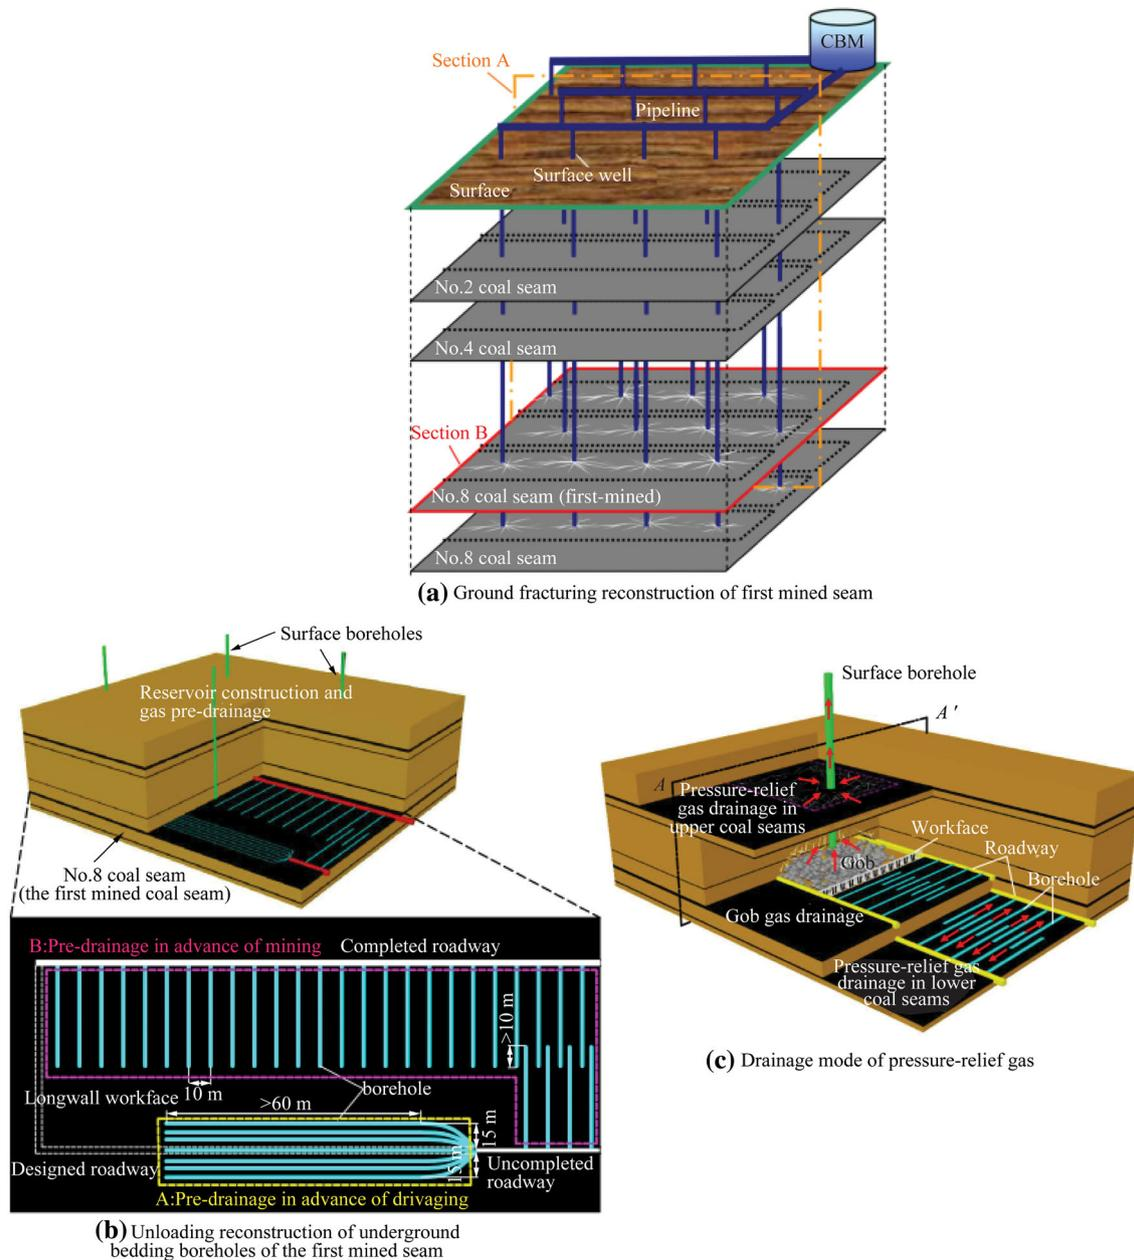 CBM
Section A
Pipeline
Surface well
Surface
No.2 coal seam
No.4 coal seam
Section B
No.8 coal seam (first-mined)
No.8 coal seam
(a) Ground fracturing reconstruction of first mined seam
Surface boreholes
Reservoir construction and
gas pre-drainage
No.8 coal seam
(the first mined coal seam)
B:Pre-drainage in advance of mining
Completed roadway
>10 m
Longwall workface
10 m
borehole
>60 m
15 m
15 m
Designed roadway
Uncompleted
roadway
A:Pre-drainage in advance of drivaging
(b) Unloading reconstruction of underground
bedding boreholes of the first mined seam
Surface borehole
A'
A
Pressure-relief
gas drainage in
upper coal seams
Workface
Roadway
Gob
Borehole
Gob gas drainage
Pressure-relief gas
drainage in lower
coal seams
(c) Drainage mode of pressure-relief gas